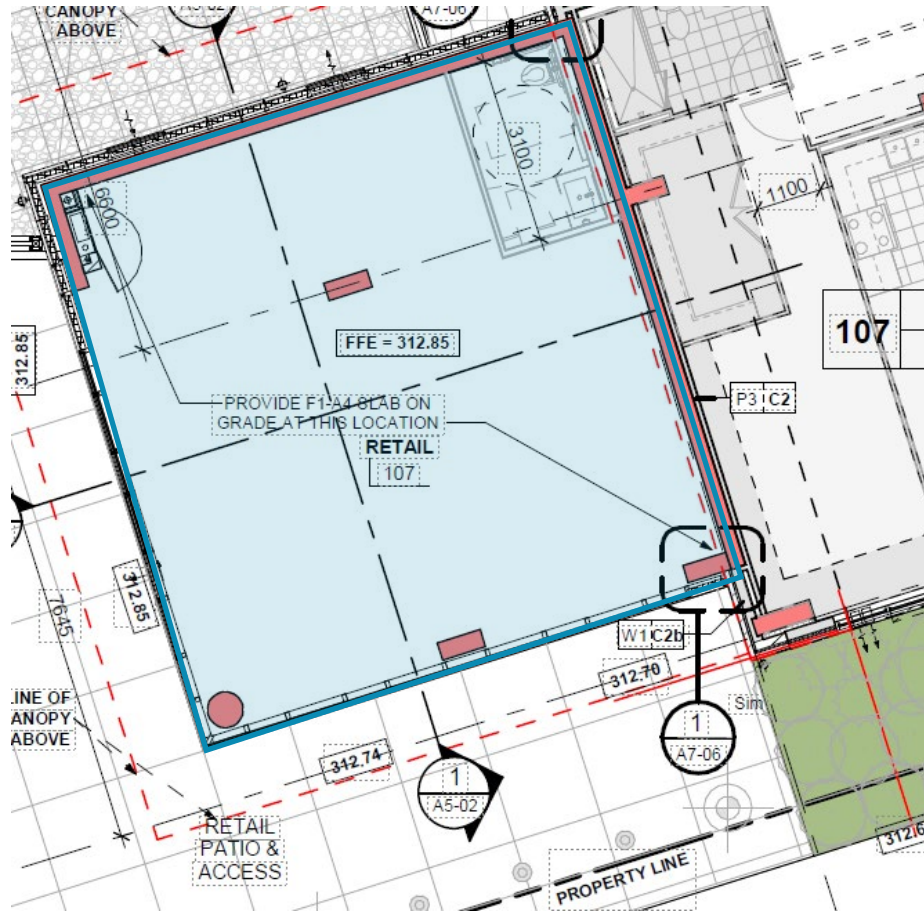 CANOPY
ABOVE
A5-02
A7-06
3100
6600
1100
312.85
FFE = 312.85
107
PROVIDE F1-A4 SLAB ON
GRADE AT THIS LOCATION
RETAIL
107
P3 C2
7645
312.85
W1 C2b
312.70
Sim
LINE OF
CANOPY
ABOVE
312.74
1
A7-06
1
A5-02
RETAIL
PATIO &
ACCESS
PROPERTY LINE